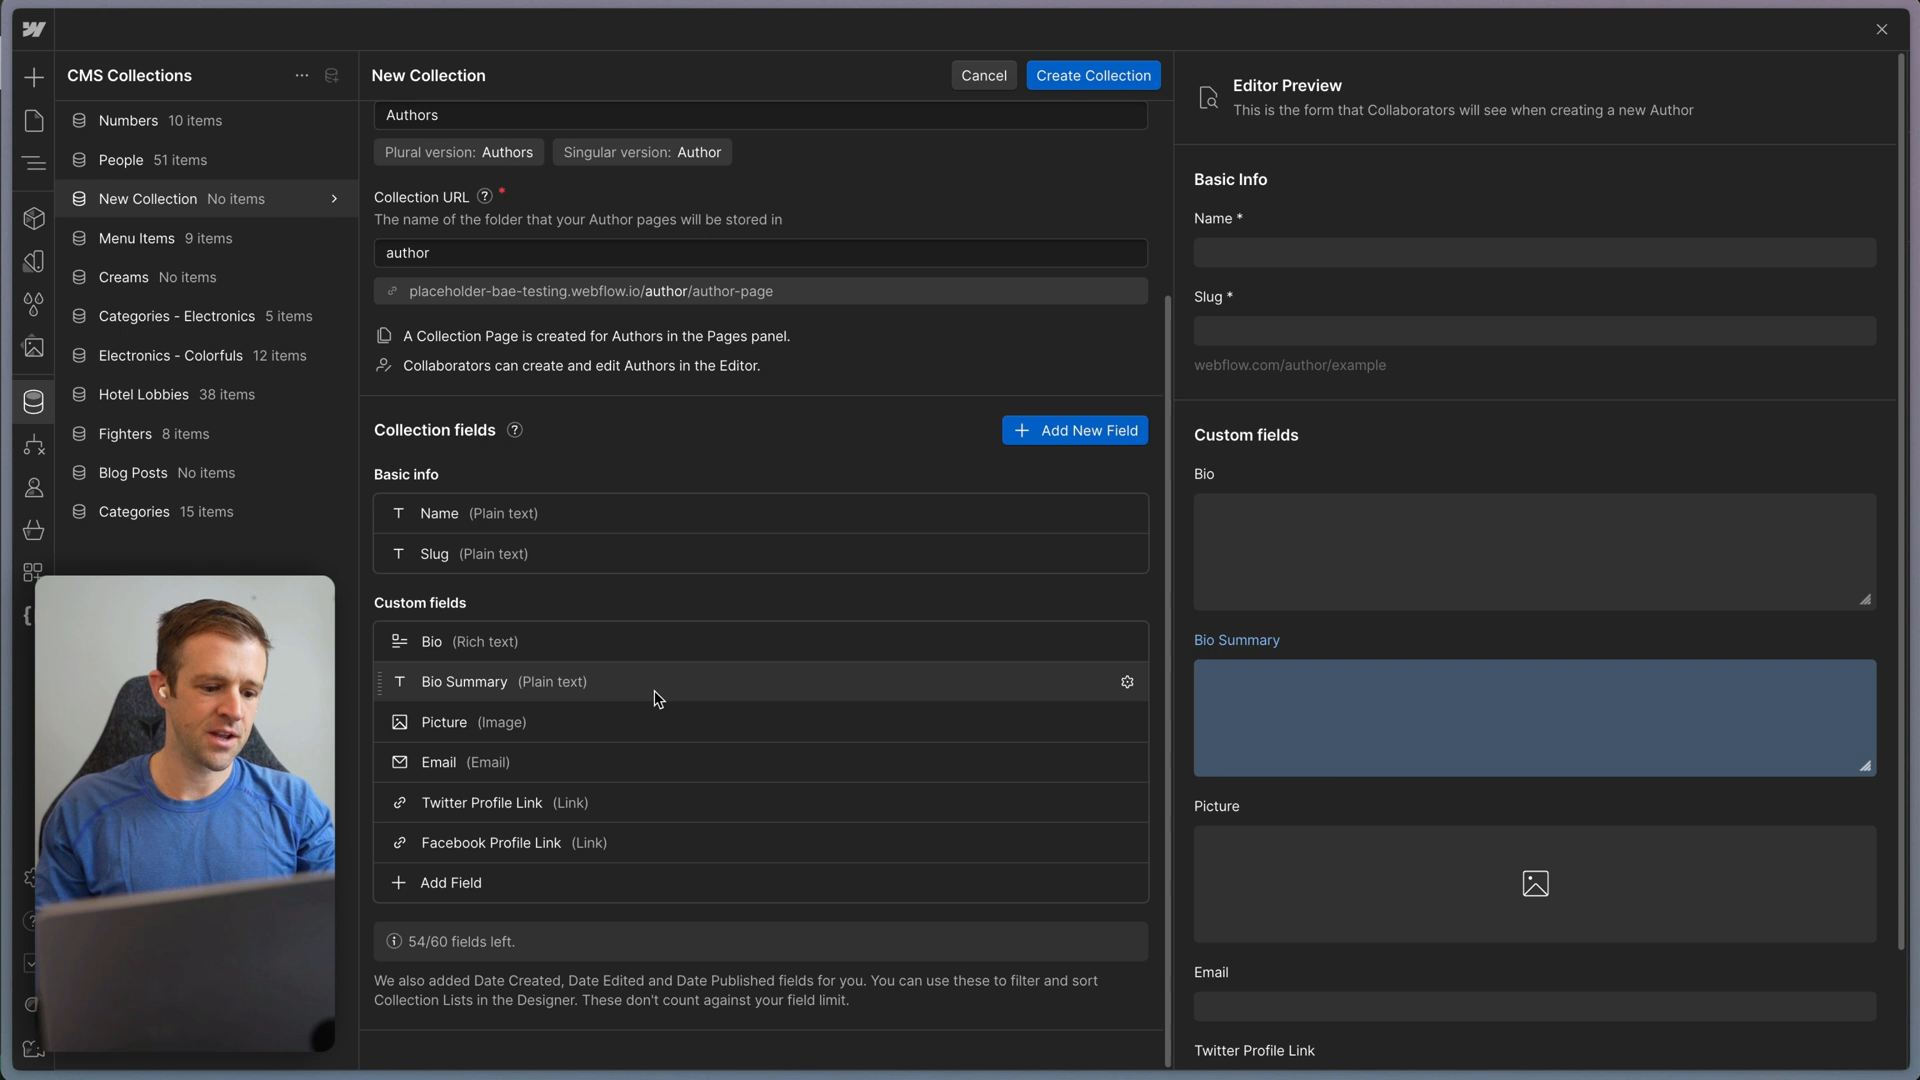 CMS Collections
Numbers 10 items
People 51 items
New Collection No items
Menu Items 9 items
Creams No items
Categories - Electronics 5 items
Electronics - Colorfuls 12 items
Hotel Lobbies 38 items
Fighters 8 items
Blog Posts No items
Categories 15 items
New Collection
Cancel
Create Collection
Authors
Plural version: Authors
Singular version: Author
Collection URL ? *
The name of the folder that your Author pages will be stored in
author
placeholder-bae-testing.webflow.io/author/author-page
A Collection Page is created for Authors in the Pages panel.
Collaborators can create and edit Authors in the Editor.
Collection fields ?
+ Add New Field
Basic info
Name (Plain text)
Slug (Plain text)
Custom fields
Bio (Rich text)
Bio Summary (Plain text)
Picture (Image)
Email (Email)
Twitter Profile Link (Link)
Facebook Profile Link (Link)
+ Add Field
54/60 fields left.
We also added Date Created, Date Edited and Date Published fields for you. You can use these to filter and sort
Collection Lists in the Designer. These don't count against your field limit.
Editor Preview
This is the form that Collaborators will see when creating a new Author
Basic Info
Name *
Slug *
webflow.com/author/example
Custom fields
Bio
Bio Summary
Picture
Email
Twitter Profile Link